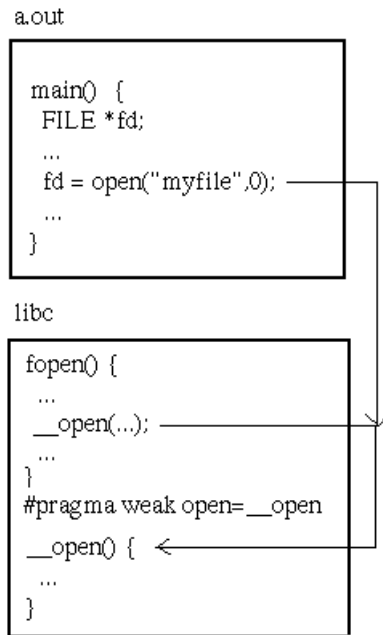 a.out
main() {
FILE *fd;
...
fd = open("myfile",0);
...
}
libc
fopen() {
...
__open(...);
...
}
#pragma weak open=__open
__open() {
...
}